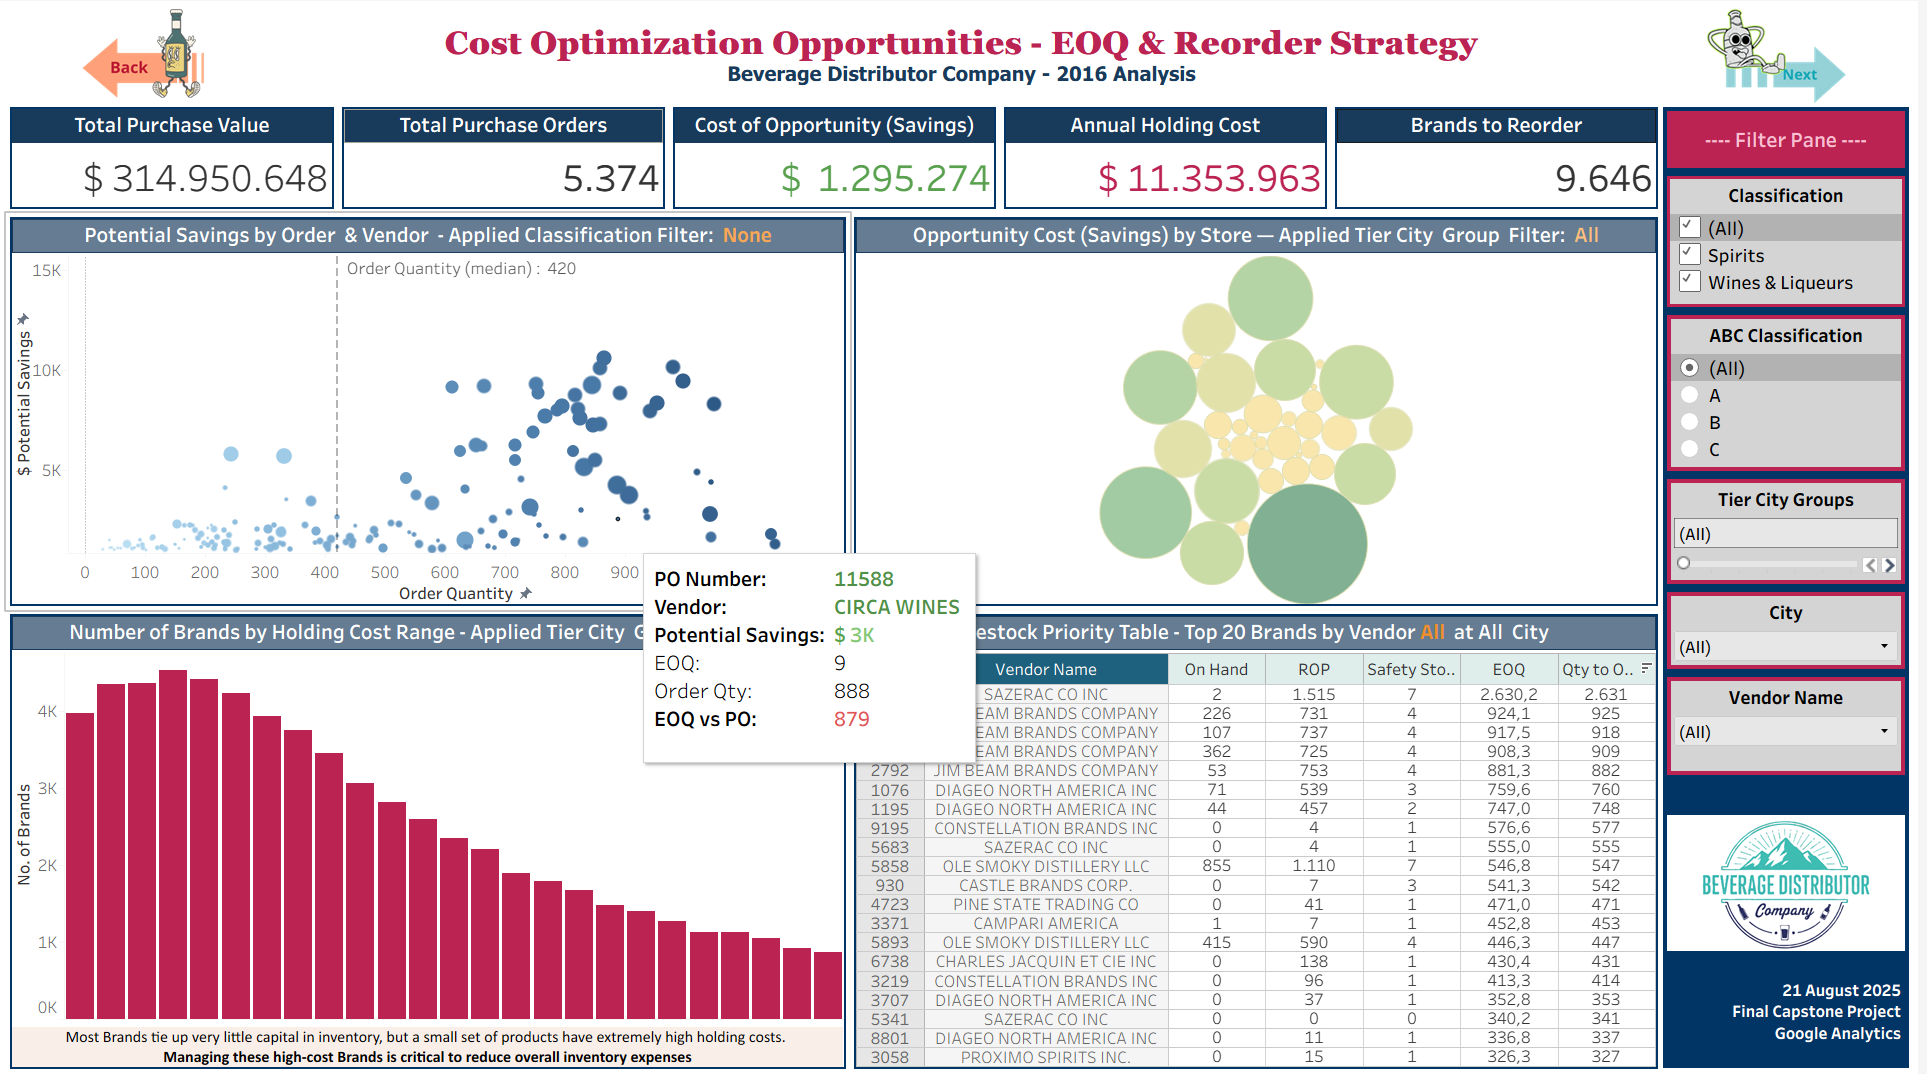 Back
Cost Optimization Opportunities - EOQ & Reorder Strategy
Beverage Distributor Company - 2016 Analysis
Next
Total Purchase Value
$ 314.950.648
Total Purchase Orders
5.374
Cost of Opportunity (Savings)
$ 1.295.274
Annual Holding Cost
$ 11.353.963
Brands to Reorder
9.646
Potential Savings by Order & Vendor - Applied Classification Filter: None
Order Quantity (median) : 420
15K
10K
5K
$ Potential Savings
0 100 200 300 400 500 600 700 800 900
Order Quantity
Opportunity Cost (Savings) by Store — Applied Tier City Group Filter: All
PO Number: 11588
Vendor: CIRCA WINES
Potential Savings: $ 3K
EOQ: 9
Order Qty: 888
EOQ vs PO: 879
Number of Brands by Holding Cost Range - Applied Tier City
No. of Brands
4K
3K
2K
1K
0K
Most Brands tie up very little capital in inventory, but a small set of products have extremely high holding costs.
Managing these high-cost Brands is critical to reduce overall inventory expenses
estock Priority Table - Top 20 Brands by Vendor All at All City
Vendor Name On Hand ROP Safety Sto.. EOQ Qty to O..
SAZERAC CO INC 2 1.515 7 2.630,2 2.631
EAM BRANDS COMPANY 226 731 4 924,1 925
EAM BRANDS COMPANY 107 737 4 917,5 918
EAM BRANDS COMPANY 362 725 4 908,3 909
2792 JIM BEAM BRANDS COMPANY 53 753 4 881,3 882
1076 DIAGEO NORTH AMERICA INC 71 539 3 759,6 760
1195 DIAGEO NORTH AMERICA INC 44 457 2 747,0 748
9195 CONSTELLATION BRANDS INC 0 4 1 576,6 577
5683 SAZERAC CO INC 0 4 1 555,0 555
5858 OLE SMOKY DISTILLERY LLC 855 1.110 7 546,8 547
930 CASTLE BRANDS CORP. 0 7 3 541,3 542
4723 PINE STATE TRADING CO 0 41 1 471,0 471
3371 CAMPARI AMERICA 1 7 1 452,8 453
5893 OLE SMOKY DISTILLERY LLC 415 590 4 446,3 447
6738 CHARLES JACQUIN ET CIE INC 0 138 1 430,4 431
3219 CONSTELLATION BRANDS INC 0 96 1 413,3 414
3707 DIAGEO NORTH AMERICA INC 0 37 1 352,8 353
5341 SAZERAC CO INC 0 0 0 340,2 341
8801 DIAGEO NORTH AMERICA INC 0 11 1 336,8 337
3058 PROXIMO SPIRITS INC. 0 15 1 326,3 327
---- Filter Pane ----
Classification
(All)
Spirits
Wines & Liqueurs
ABC Classification
(All)
A
B
C
Tier City Groups
(All)
City
(All)
Vendor Name
(All)
BEVERAGE DISTRIBUTOR
Company
21 August 2025
Final Capstone Project
Google Analytics